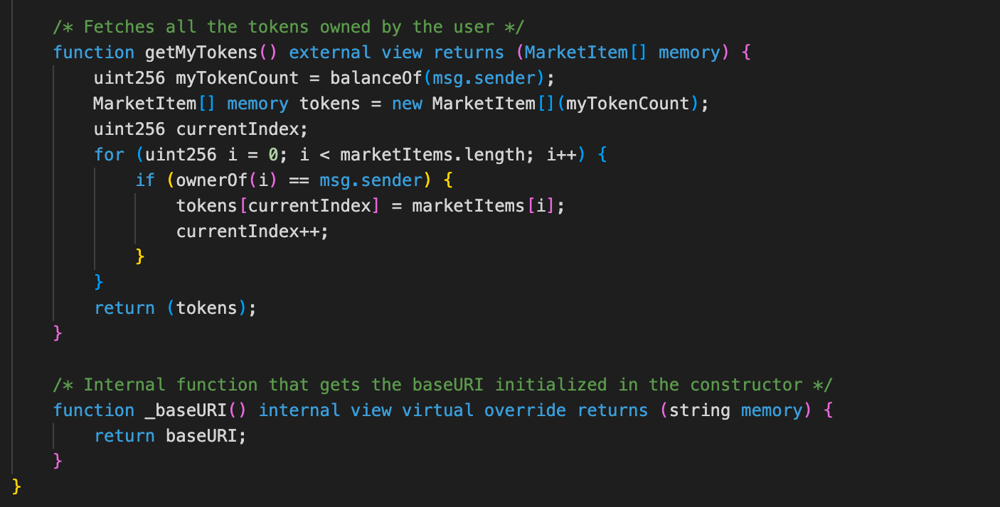 /* Fetches all the tokens owned by the user */
function getMyTokens() external view returns (MarketItem[] memory) {
    uint256 myTokenCount = balanceOf(msg.sender);
    MarketItem[] memory tokens = new MarketItem[](myTokenCount);
    uint256 currentIndex;
    for (uint256 i = 0; i < marketItems.length; i++) {
        if (ownerOf(i) == msg.sender) {
            tokens[currentIndex] = marketItems[i];
            currentIndex++;
        }
    }
    return (tokens);
}

/* Internal function that gets the baseURI initialized in the constructor */
function _baseURI() internal view virtual override returns (string memory) {
    return baseURI;
}
}